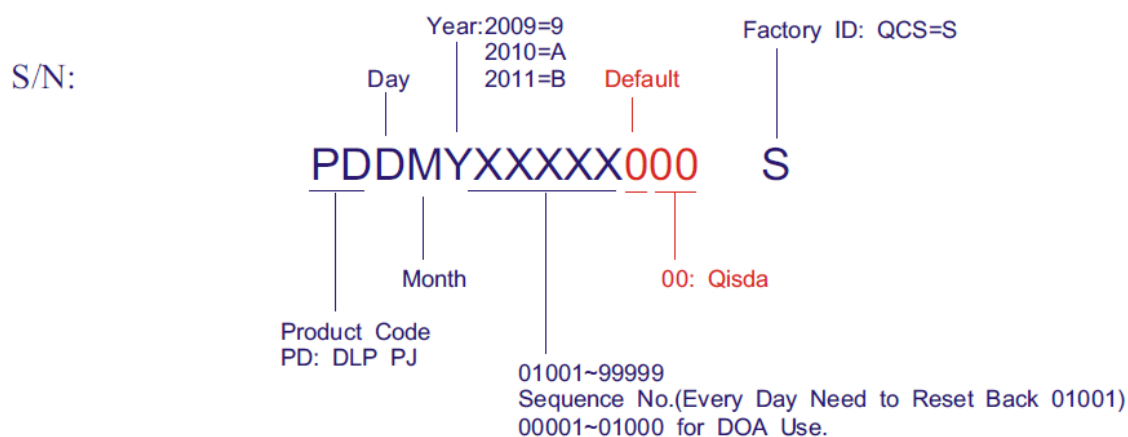 Year:2009=9
2010=A
2011=B
Factory ID: QCS=S
S/N:
Day
Default
PDDMYXXXXX000 S
Month
00: Qisda
Product Code
PD: DLP PJ
01001~99999
Sequence No.(Every Day Need to Reset Back 01001)
00001~01000 for DOA Use.